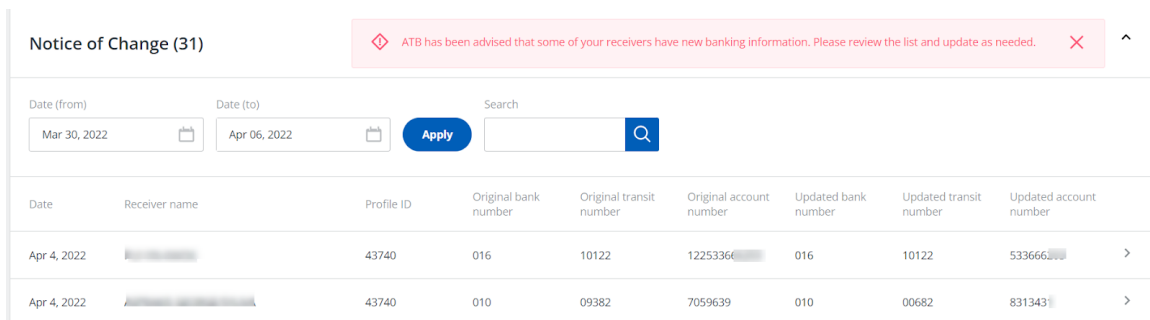 Notice of Change (31)
ATB has been advised that some of your receivers have new banking information. Please review the list and update as needed.
Date (from) Date (to) Search
Mar 30, 2022 Apr 06, 2022 Apply
Date Receiver name Profile ID Original bank number Original transit number Original account number Updated bank number Updated transit number Updated account number
Apr 4, 2022 43740 016 10122 016 10122
Apr 4, 2022 43740 010 09382 7059639 010 00682